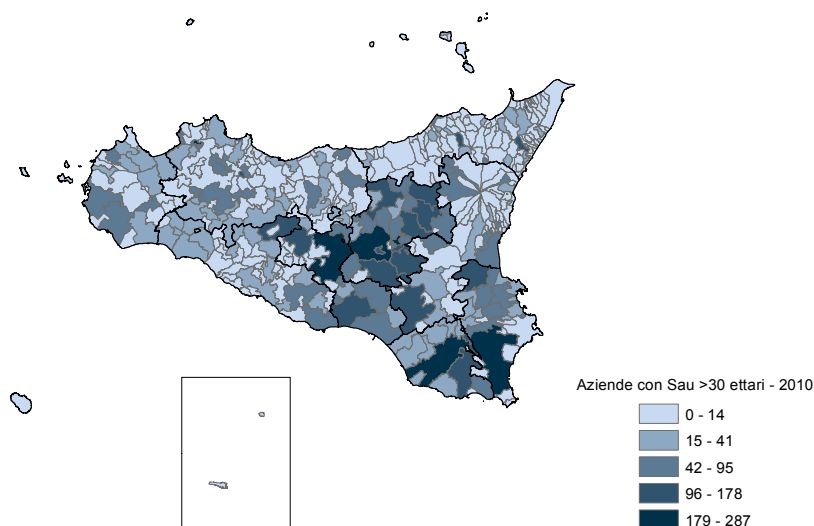 Aziende con Sau >30 ettari - 2010
0 - 14
15 - 41
42 - 95
96 - 178
179 - 287